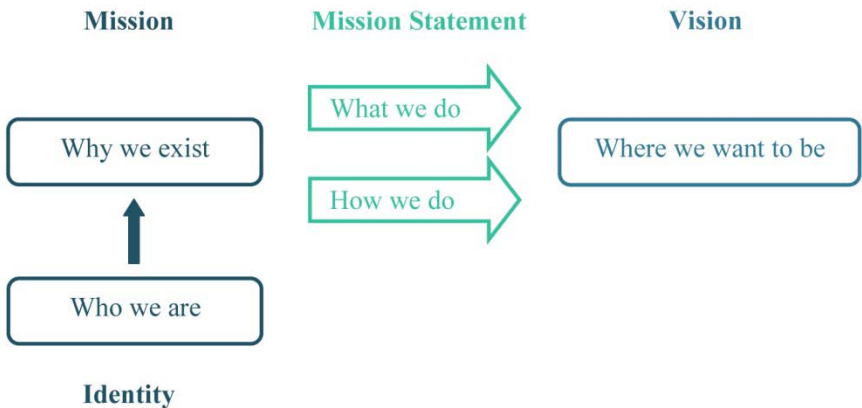 Mission
Mission Statement
Vision
What we do
Why we exist
Where we want to be
How we do
Who we are
Identity